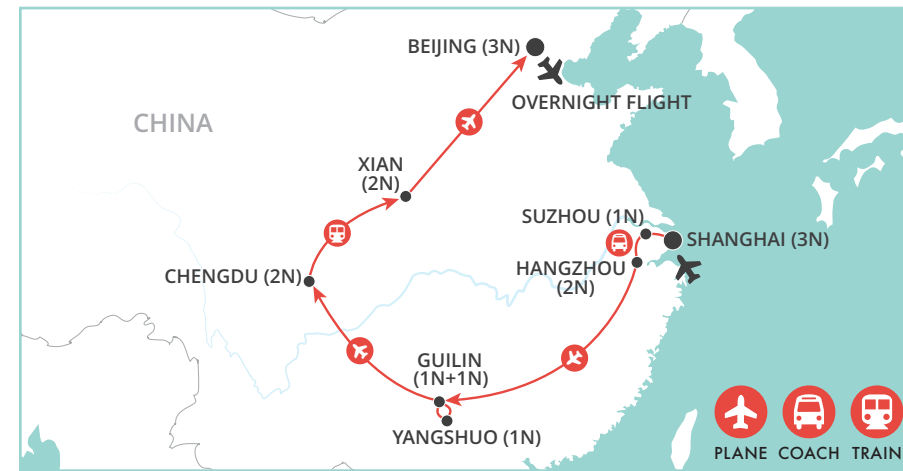 BEIJING (3N)
OVERNIGHT FLIGHT
CHINA
XIAN
(2N)
SUZHOU (1N)
SHANGHAI (3N)
HANGZHOU
(2N)
CHENGDU (2N)
GUILIN
(1N+1N)
YANGSHUO (1N)
PLANE COACH TRAIN